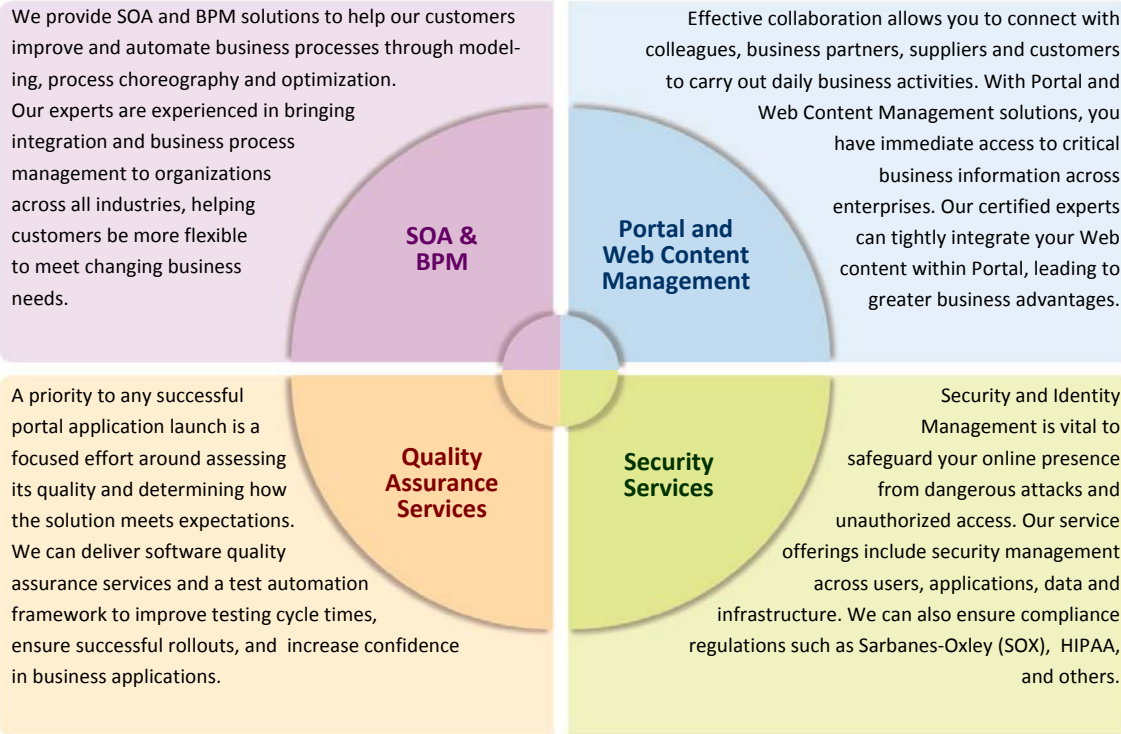 We provide SOA and BPM solutions to help our customers
improve and automate business processes through model-
ing, process choreography and optimization.
Our experts are experienced in bringing
integration and business process
management to organizations
across all industries, helping
customers be more flexible
to meet changing business
needs.
SOA &
BPM
Effective collaboration allows you to connect with
colleagues, business partners, suppliers and customers
to carry out daily business activities. With Portal and
Web Content Management solutions, you
have immediate access to critical
business information across
enterprises. Our certified experts
can tightly integrate your Web
content within Portal, leading to
greater business advantages.
Portal and
Web Content
Management
A priority to any successful
portal application launch is a
focused effort around assessing
its quality and determining how
the solution meets expectations.
We can deliver software quality
assurance services and a test automation
framework to improve testing cycle times,
ensure successful rollouts, and  increase confidence
in business applications.
Quality
Assurance
Services
Security
Services
Security and Identity
Management is vital to
safeguard your online presence
from dangerous attacks and
unauthorized access. Our service
offerings include security management
across users, applications, data and
infrastructure. We can also ensure compliance
regulations such as Sarbanes-Oxley (SOX),  HIPAA,
and others.